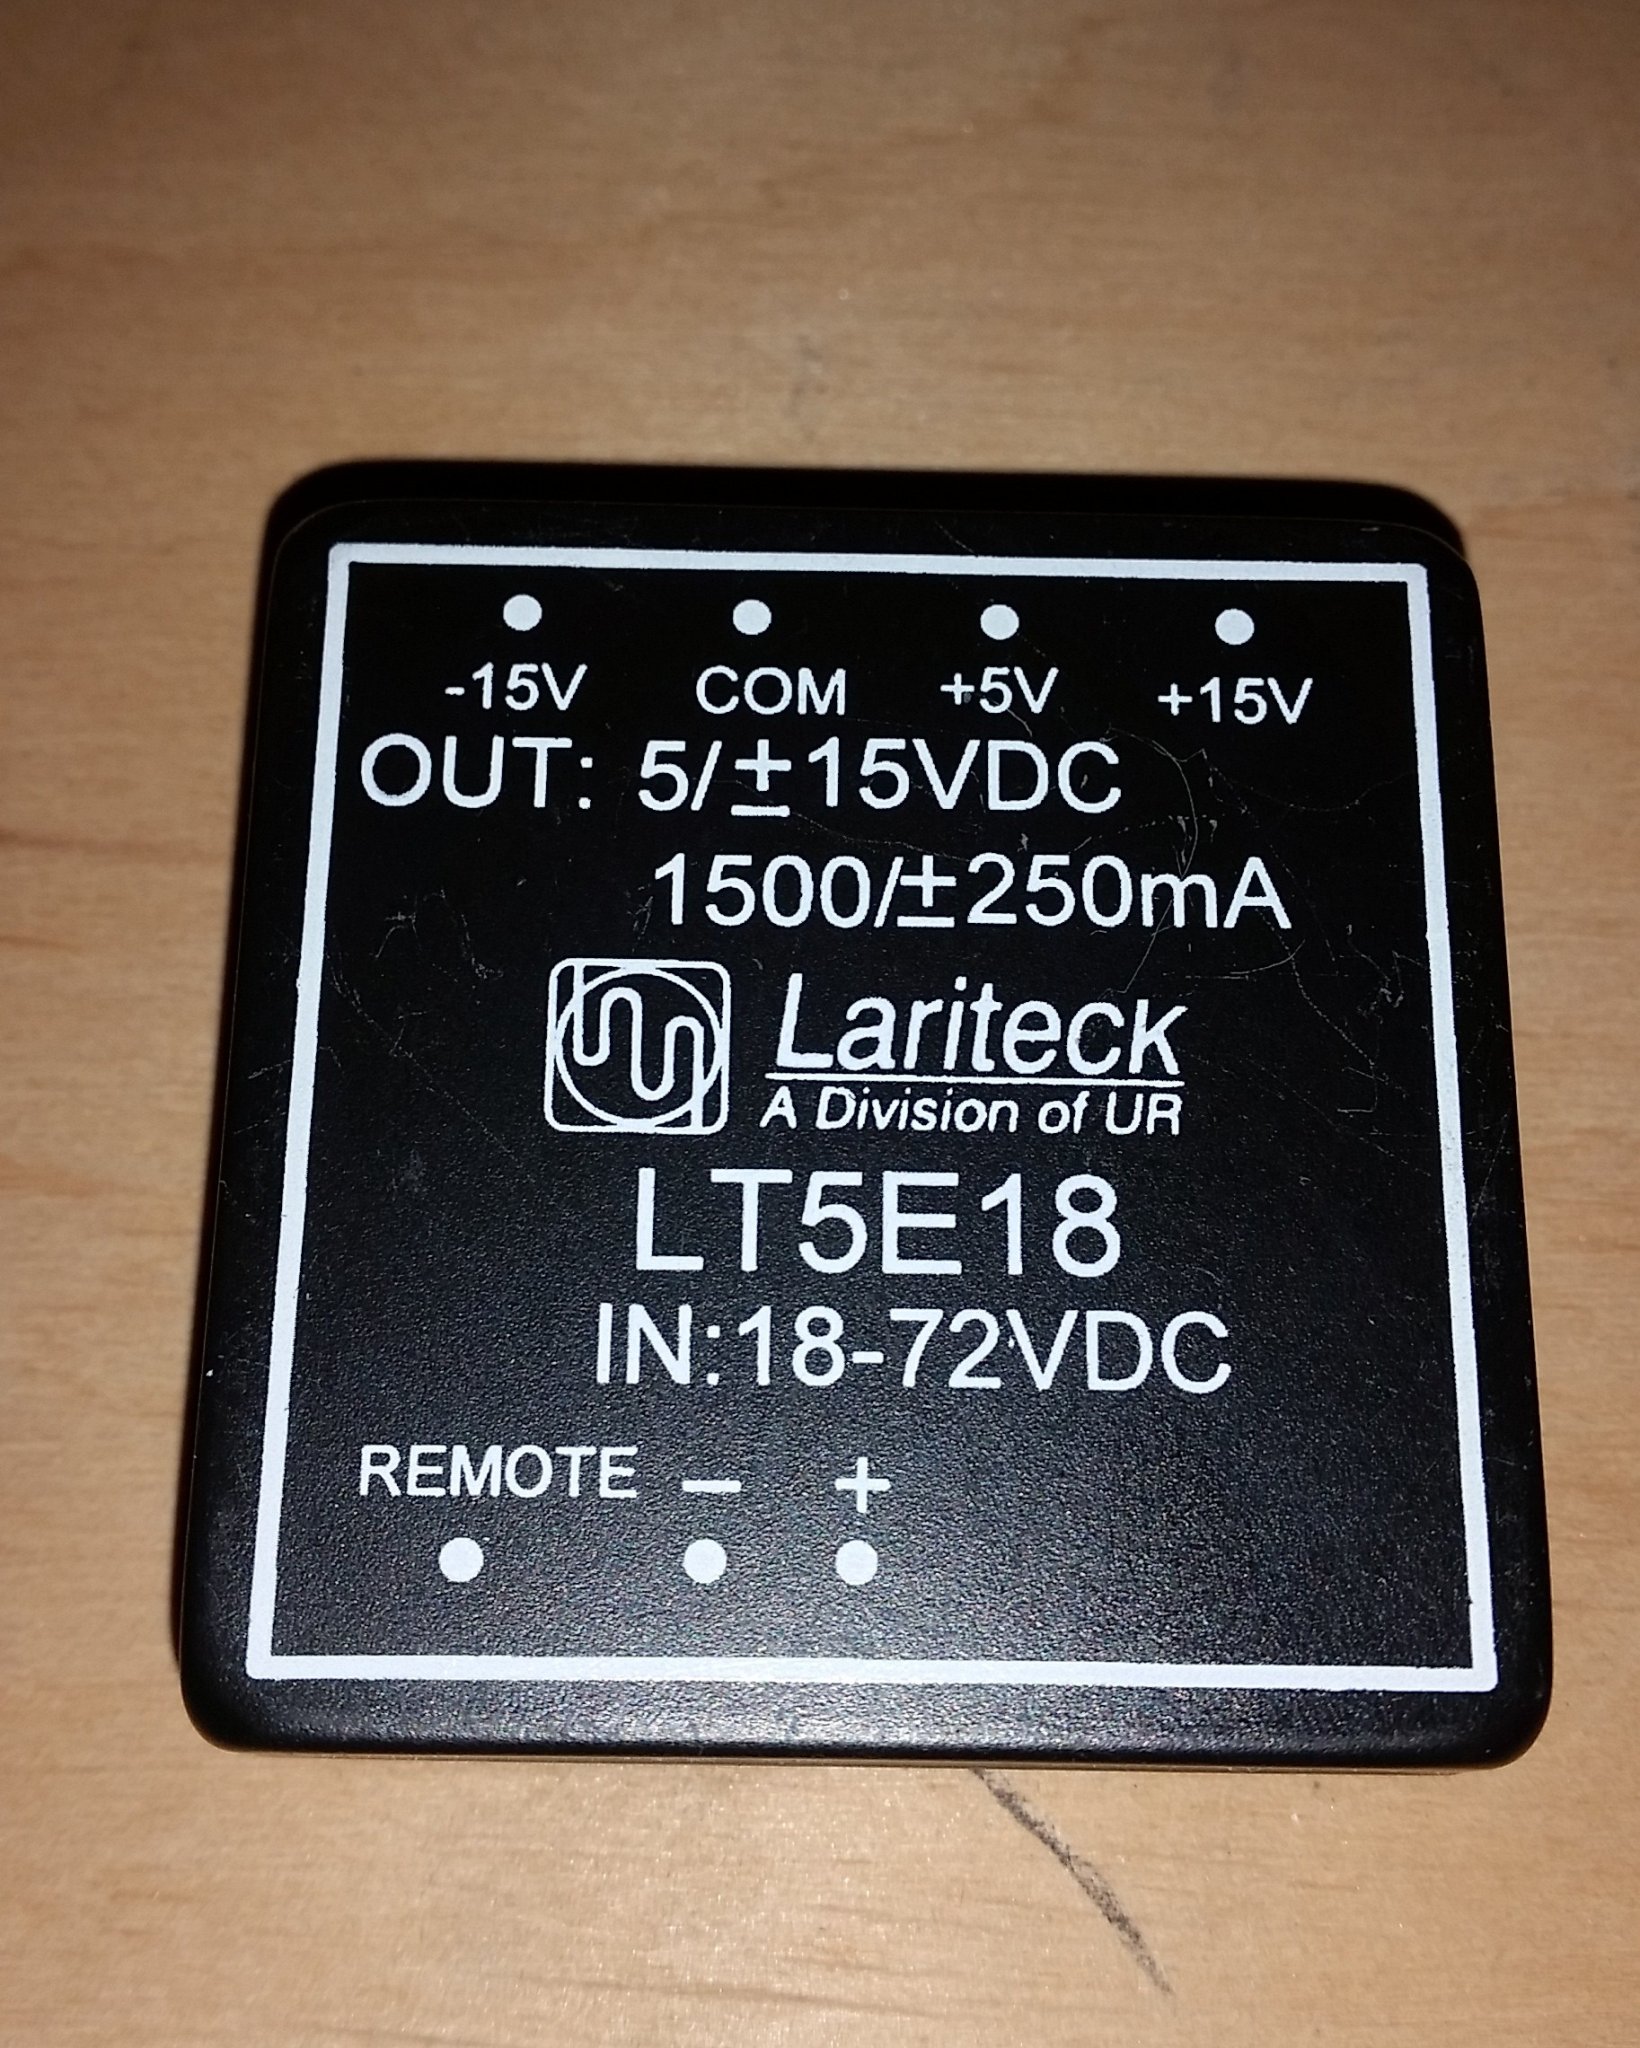 -15V COM +5V +15V
OUT: 5/±15VDC
1500/±250mA
Lariteck
A Division of UR
LT5E18
IN:18-72VDC
REMOTE - +